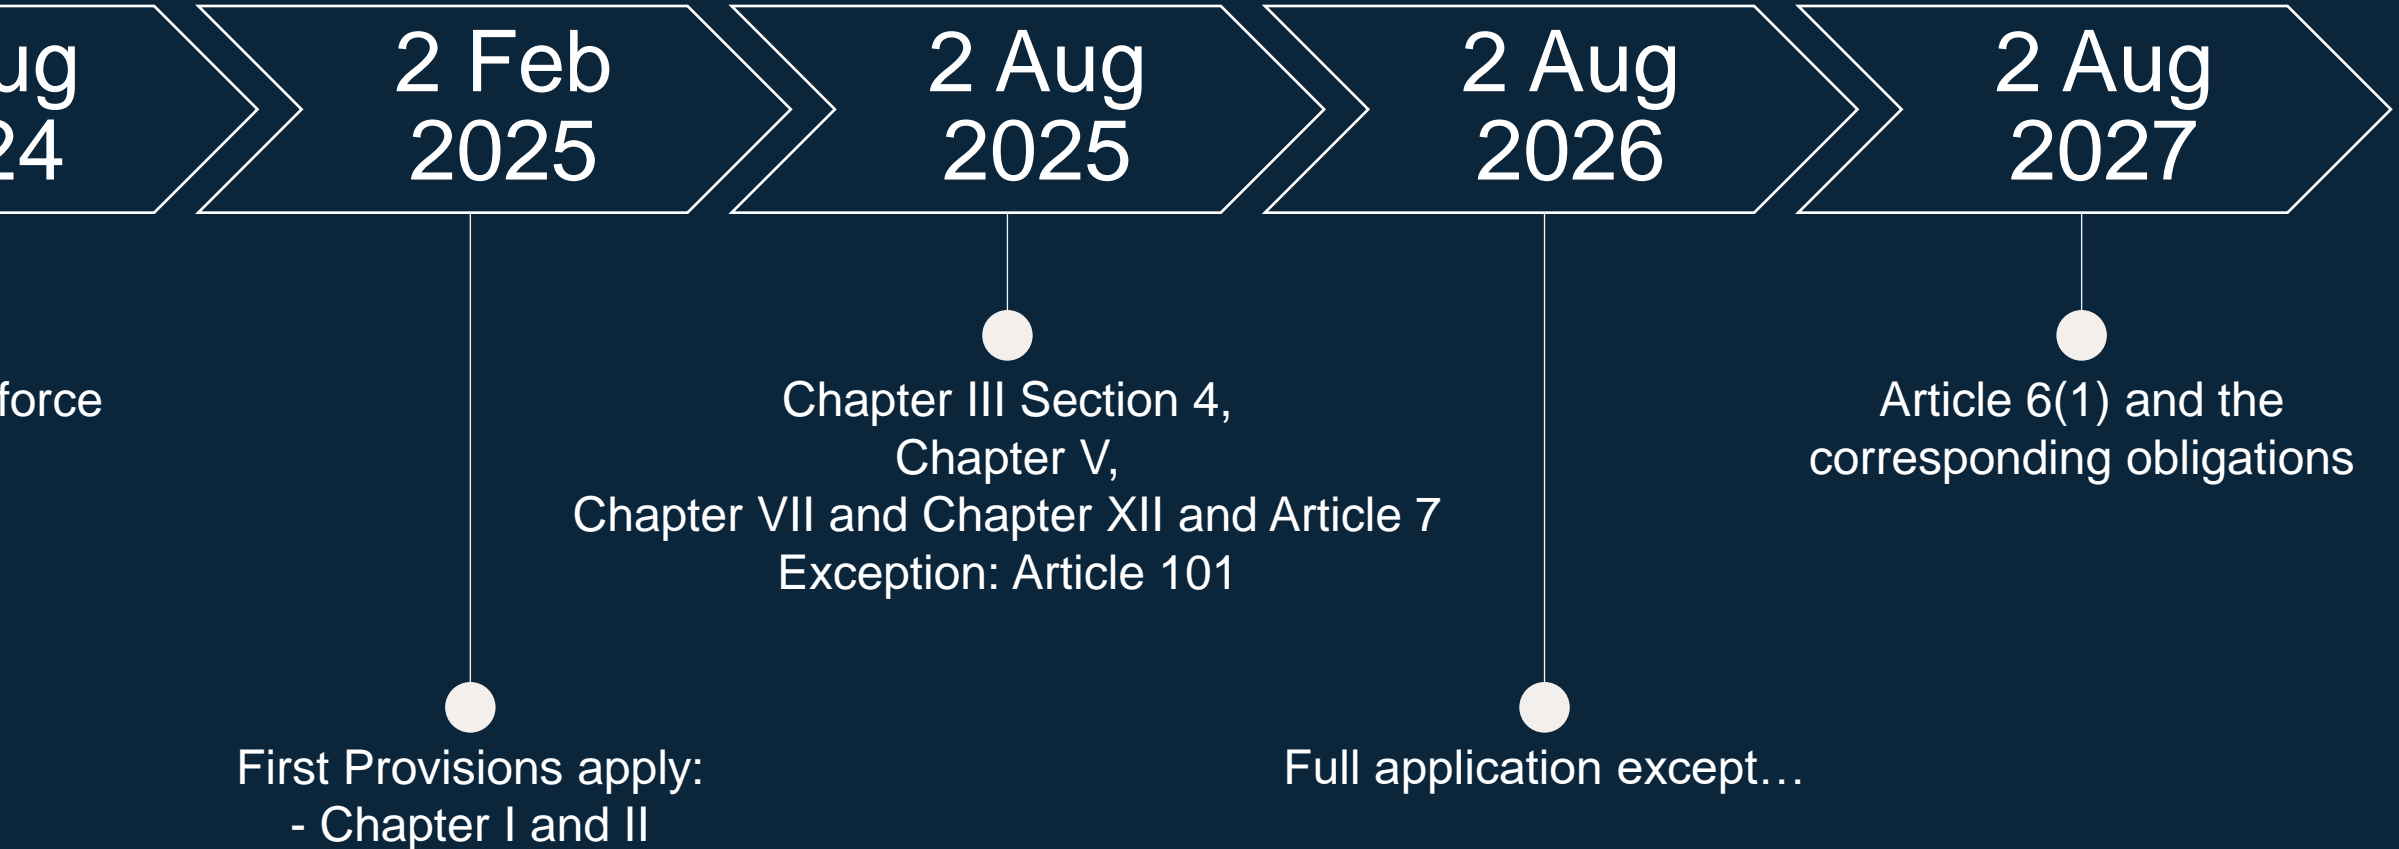 ug
24
2 Feb
2025
2 Aug
2025
2 Aug
2026
2 Aug
2027
force
Chapter III Section 4,
Chapter V,
Chapter VII and Chapter XII and Article 7
Exception: Article 101
Article 6(1) and the
corresponding obligations
First Provisions apply:
- Chapter I and II
Full application except…